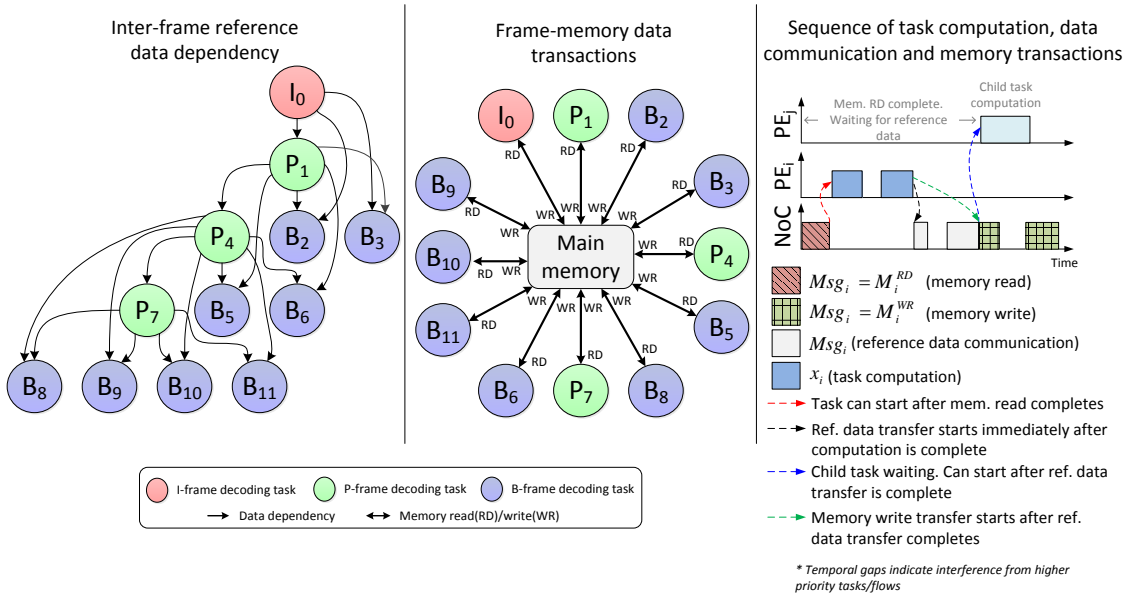 Inter-frame reference
data dependency
I0
P1
P4
B2
B3
P7
B5
B6
B8
B9
B10
B11
Frame-memory data
transactions
I0
P1
B2
B9
B3
B10
P4
B11
B5
B6
P7
B8
Main
memory
RD
RD
RD
RD
RD
RD
RD
RD
RD
RD
RD
RD
WR
WR
WR
WR
WR
WR
WR
WR
WR
WR
WR
WR
Sequence of task computation, data
communication and memory transactions
PEj
Mem. RD complete.
Waiting for reference
data
Child task
computation
PEi
NoC
Time
Msgi = MiRD (memory read)
Msgi = MiWR (memory write)
Msgi (reference data communication)
xi (task computation)
Task can start after mem. read completes
Ref. data transfer starts immediately after
computation is complete
Child task waiting. Can start after ref. data
transfer is complete
Memory write transfer starts after ref.
data transfer completes
* Temporal gaps indicate interference from higher
priority tasks/flows
I-frame decoding task
P-frame decoding task
B-frame decoding task
Data dependency
Memory read(RD)/write(WR)